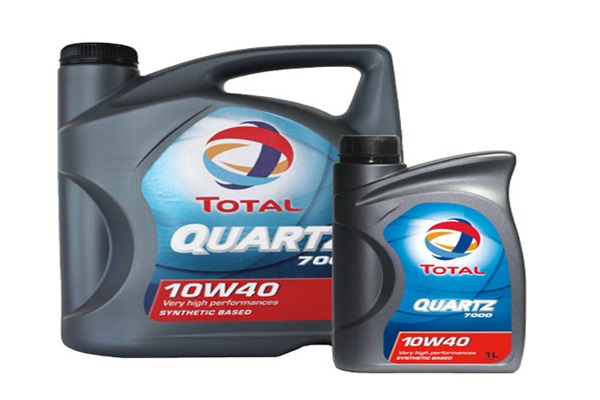 TOTAL
QUARTZ
7000
10W40
Very high performances
SYNTHETIC BASED
TOTAL
QUARTZ
7000
10W40
Very high performances
SYNTHETIC BASED
1L